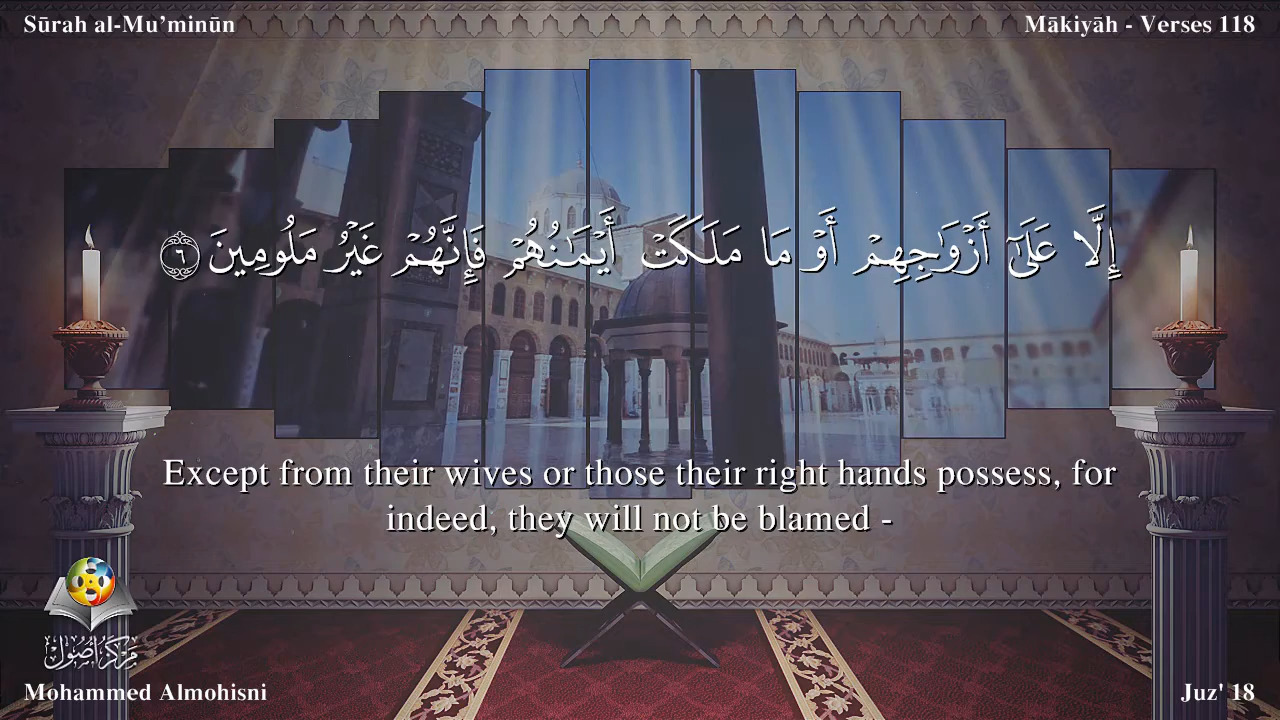 Sūrah al-Mu’minūn
Mākiyāh - Verses 118
إِلَّا عَلَىٰٓ أَزْوَٰجِهِمْ أَوْ مَا مَلَكَتْ أَيْمَٰنُهُمْ فَإِنَّهُمْ غَيْرُ مَلُومِينَ ٦
Except from their wives or those their right hands possess, for
indeed, they will not be blamed -
مركز أصول
Mohammed Almohisni
Juz' 18